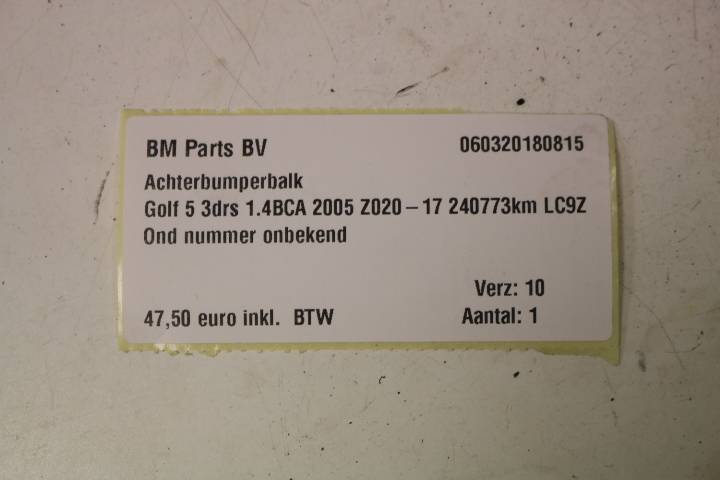 BM Parts BV 060320180815
Achterbumperbalk
Golf 5 3drs 1.4BCA 2005 Z020 – 17 240773km LC9Z
Ond nummer onbekend
Verz: 10
47,50 euro inkl. BTW Aantal: 1